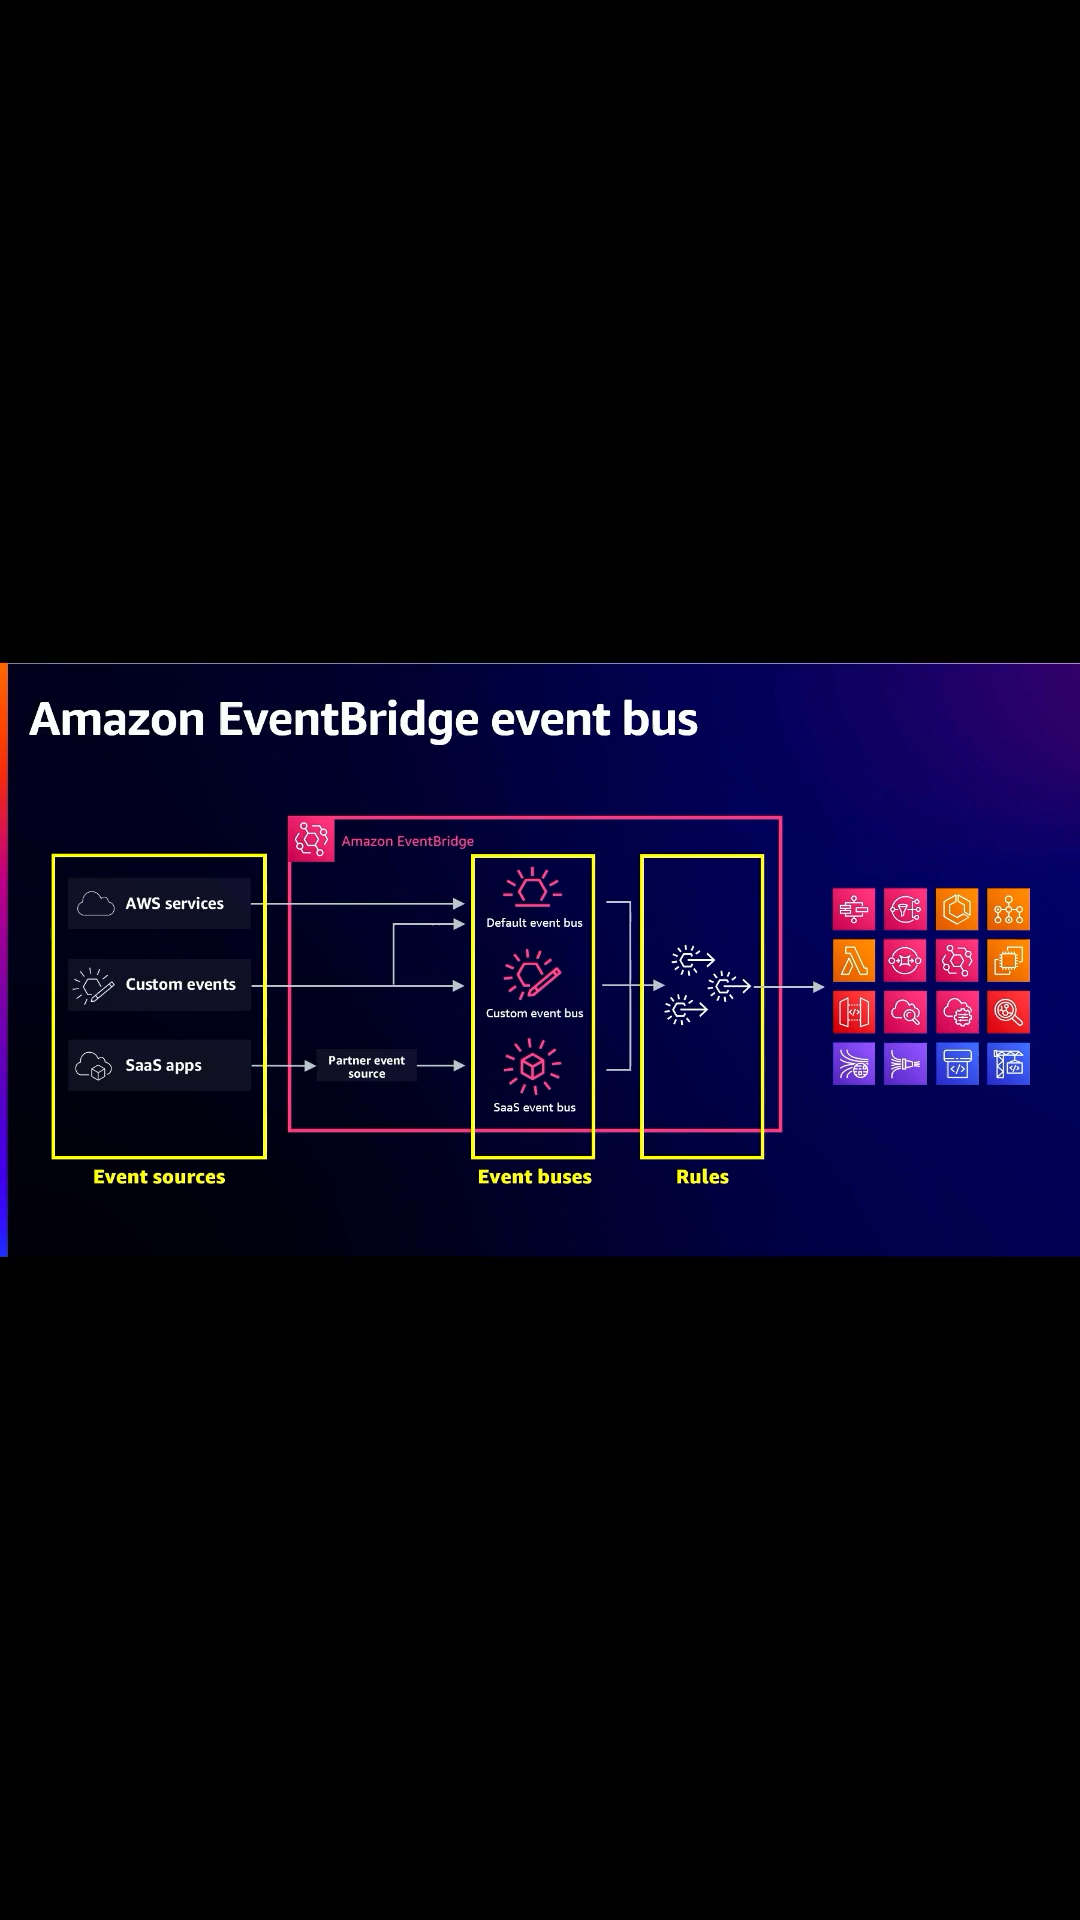 Amazon EventBridge event bus
Amazon EventBridge
AWS services
Custom events
SaaS apps
Partner event
source
Default event bus
Custom event bus
SaaS event bus
Event sources
Event buses
Rules